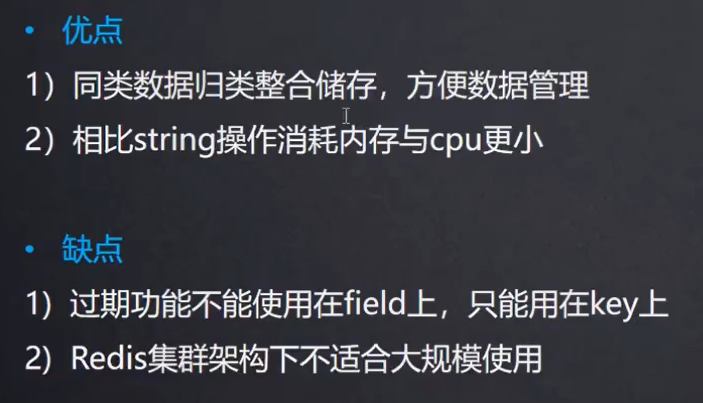 • 优点
1）同类数据归类整合储存，方便数据管理
2）相比string操作消耗内存与cpu更小
• 缺点
1）过期功能不能使用在field上，只能用在key上
2）Redis集群架构下不适合大规模使用